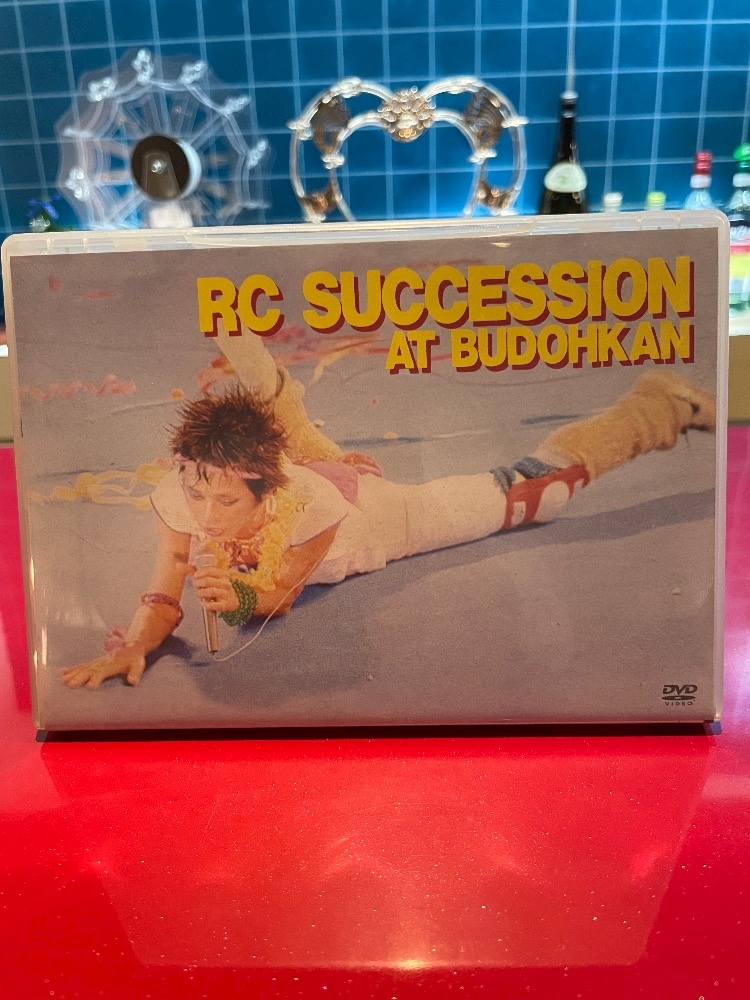 RC SUCCESSION
AT BUDOHKAN
DVD
VIDEO